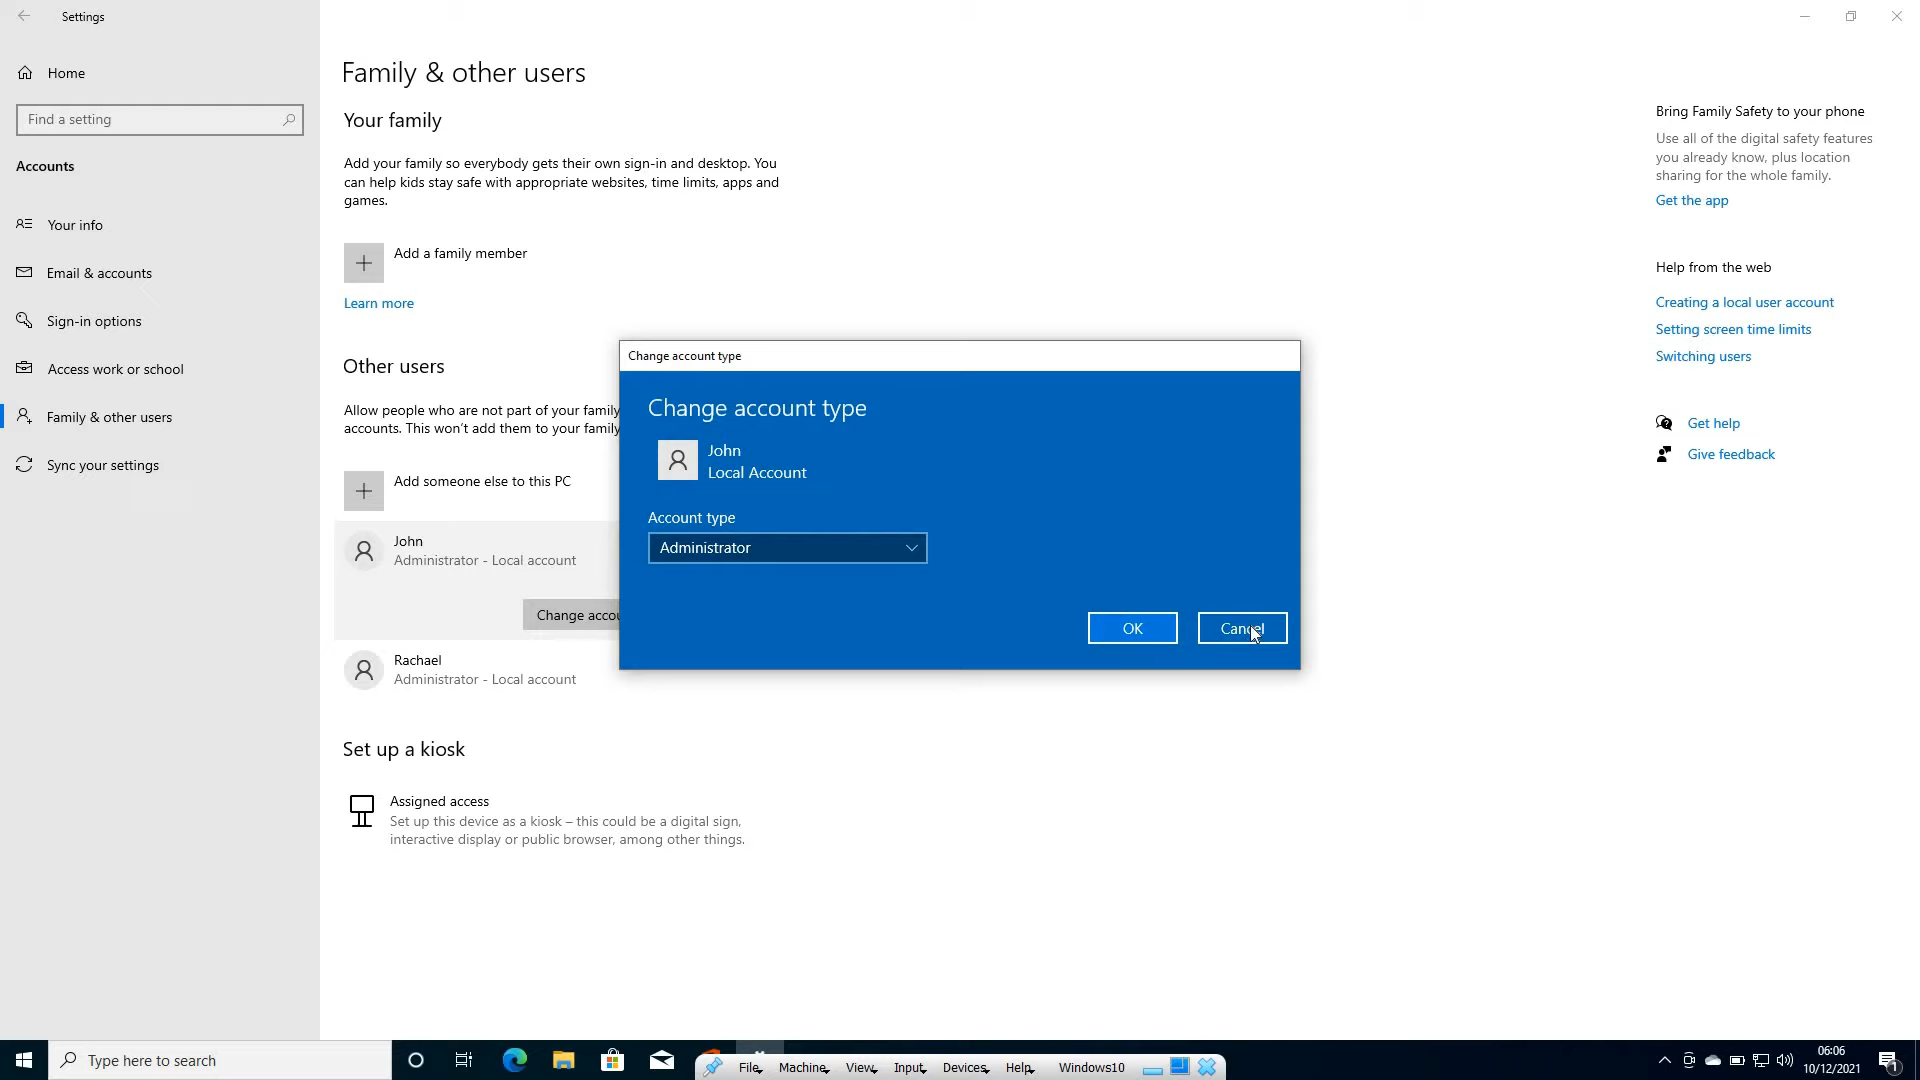 Settings
Home
Find a setting
Accounts
Your info
Email & accounts
Sign-in options
Access work or school
Family & other users
Sync your settings
Family & other users
Your family
Add your family so everybody gets their own sign-in and desktop. You
can help kids stay safe with appropriate websites, time limits, apps and
games.
Add a family member
Learn more
Other users
Allow people who are not part of your family
accounts. This won't add them to your family
Add someone else to this PC
John
Administrator - Local account
Change accou
Rachael
Administrator - Local account
Set up a kiosk
Assigned access
Set up this device as a kiosk – this could be a digital sign,
interactive display or public browser, among other things.
Change account type
Change account type
John
Local Account
Account type
Administrator
OK
Cancel
Bring Family Safety to your phone
Use all of the digital safety features
you already know, plus location
sharing for the whole family.
Get the app
Help from the web
Creating a local user account
Setting screen time limits
Switching users
Get help
Give feedback
Type here to search
File
Machine
View
Input
Devices
Help
Windows10
06:06
10/12/2021
1